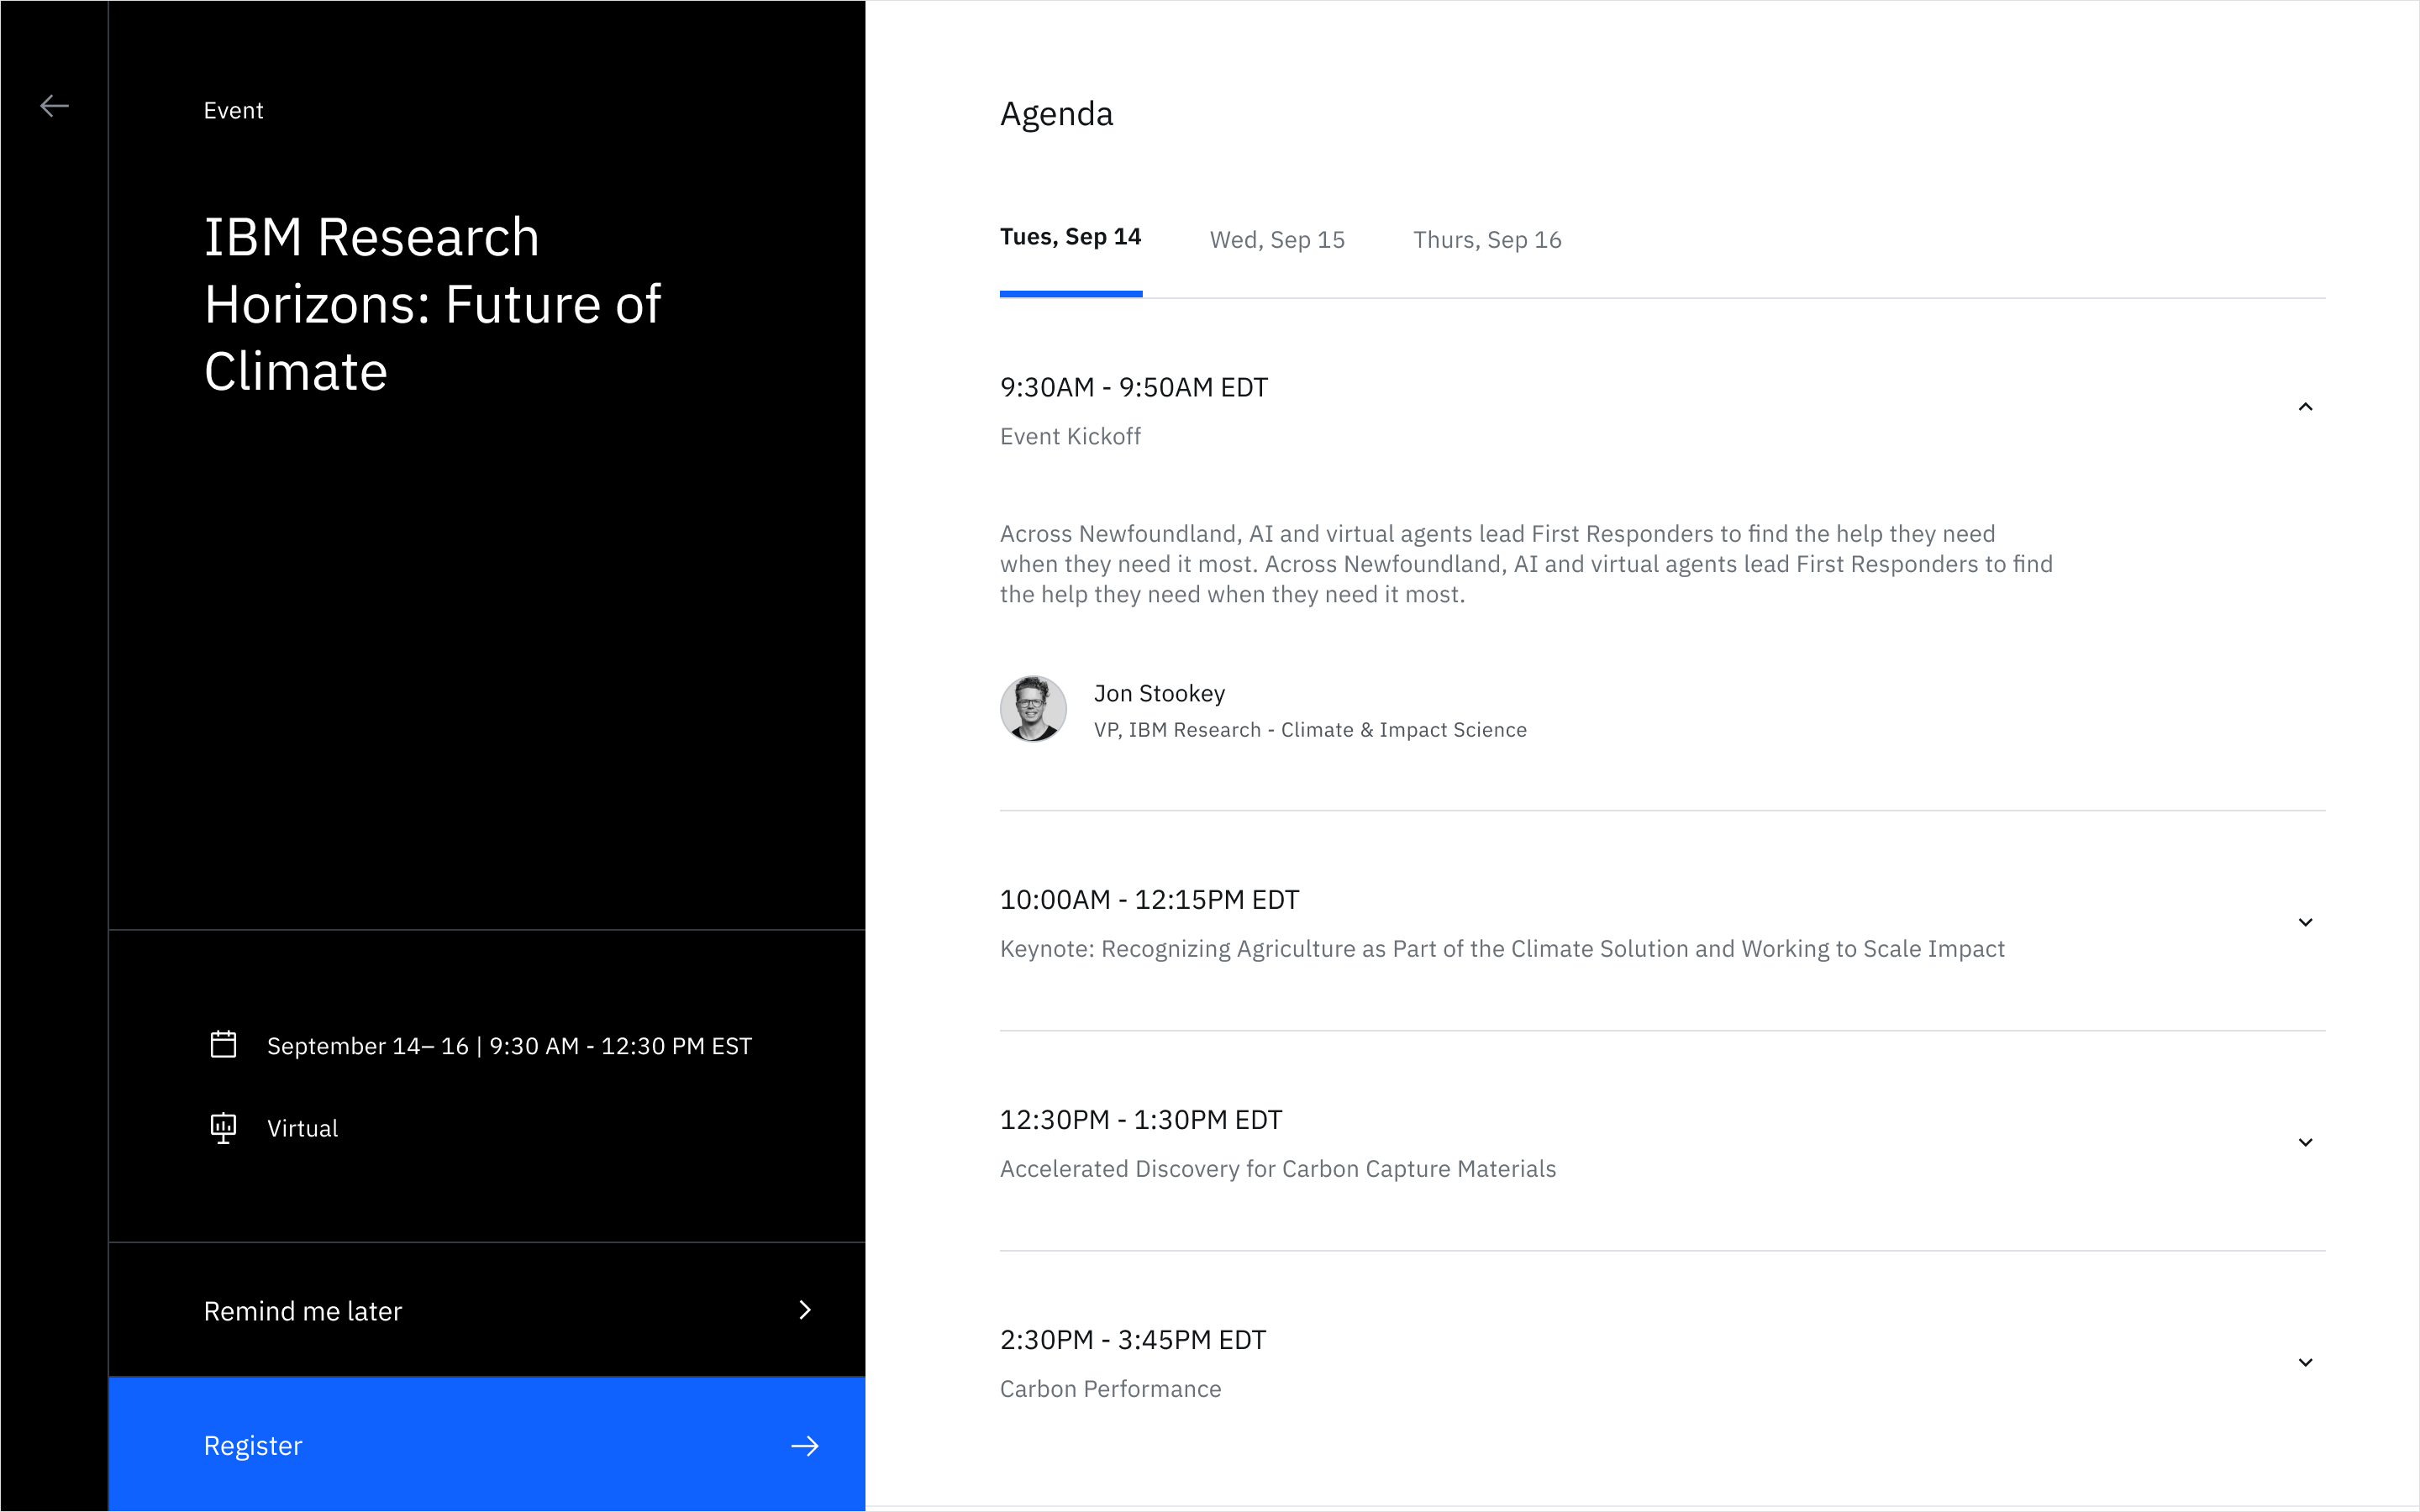 Event
IBM Research
Horizons: Future of
Climate
September 14– 16 | 9:30 AM - 12:30 PM EST
Virtual
Remind me later
Register
Agenda
Tues, Sep 14
Wed, Sep 15
Thurs, Sep 16
9:30AM - 9:50AM EDT
Event Kickoff
Across Newfoundland, AI and virtual agents lead First Responders to find the help they need
when they need it most. Across Newfoundland, AI and virtual agents lead First Responders to find
the help they need when they need it most.
Jon Stookey
VP, IBM Research - Climate & Impact Science
10:00AM - 12:15PM EDT
Keynote: Recognizing Agriculture as Part of the Climate Solution and Working to Scale Impact
12:30PM - 1:30PM EDT
Accelerated Discovery for Carbon Capture Materials
2:30PM - 3:45PM EDT
Carbon Performance